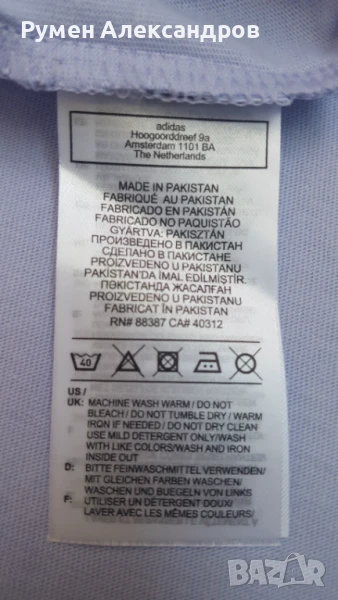 Румен Александров
adidas
Hoogoorddreef 9a
Amsterdam 1101 BA
The Netherlands
MADE IN PAKISTAN
FABRIQUÉ AU PAKISTAN
FABRICADO EN PAKISTAN
FABRICADO NO PAQUISTÃO
GYÁRTVA: PAKISZTÁN
ПРОИЗВЕДЕНО В ПАКИСТАН
СДЕЛАНО В ПАКИСТАНЕ
PROIZVEDENO U PAKISTANU
PAKİSTAN'DA İMAL EDİLMİŞTİR.
ПӘКІСТАНДА ЖАСАЛҒАН
PROIZVEDENO U PAKISTANU
FABRICAT ÎN PAKISTAN
RN# 88387 CA# 40312
40
US /
UK: MACHINE WASH WARM / DO NOT
BLEACH / DO NOT TUMBLE DRY / WARM
IRON IF NEEDED / DO NOT DRY CLEAN
USE MILD DETERGENT ONLY/WASH
WITH LIKE COLORS/WASH AND IRON
INSIDE OUT
D: BITTE FEINWASCHMITTEL VERWENDEN/
MIT GLEICHEN FARBEN WASCHEN/
WASCHEN UND BUEGELN VON LINKS
F: UTILISER UN DÉTERGENT DOUX/
LAVER AVEC LES MÊMES COULEURS/
BAZAR